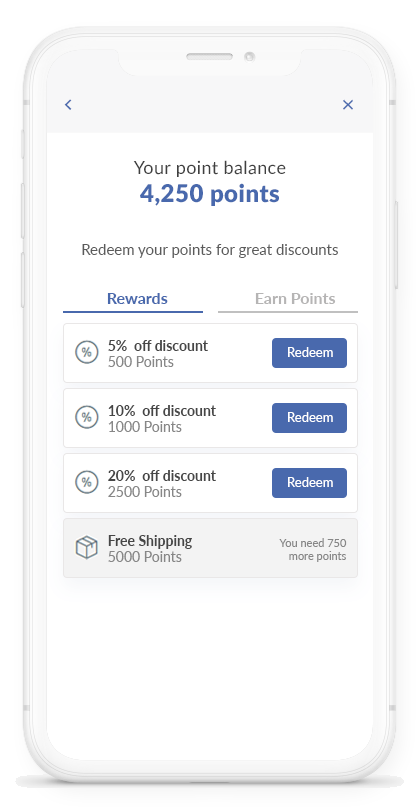 Your point balance
4,250 points
Redeem your points for great discounts
Rewards
Earn Points
% 5% off discount
500 Points
Redeem
% 10% off discount
1000 Points
Redeem
% 20% off discount
2500 Points
Redeem
Free Shipping
5000 Points
You need 750
more points